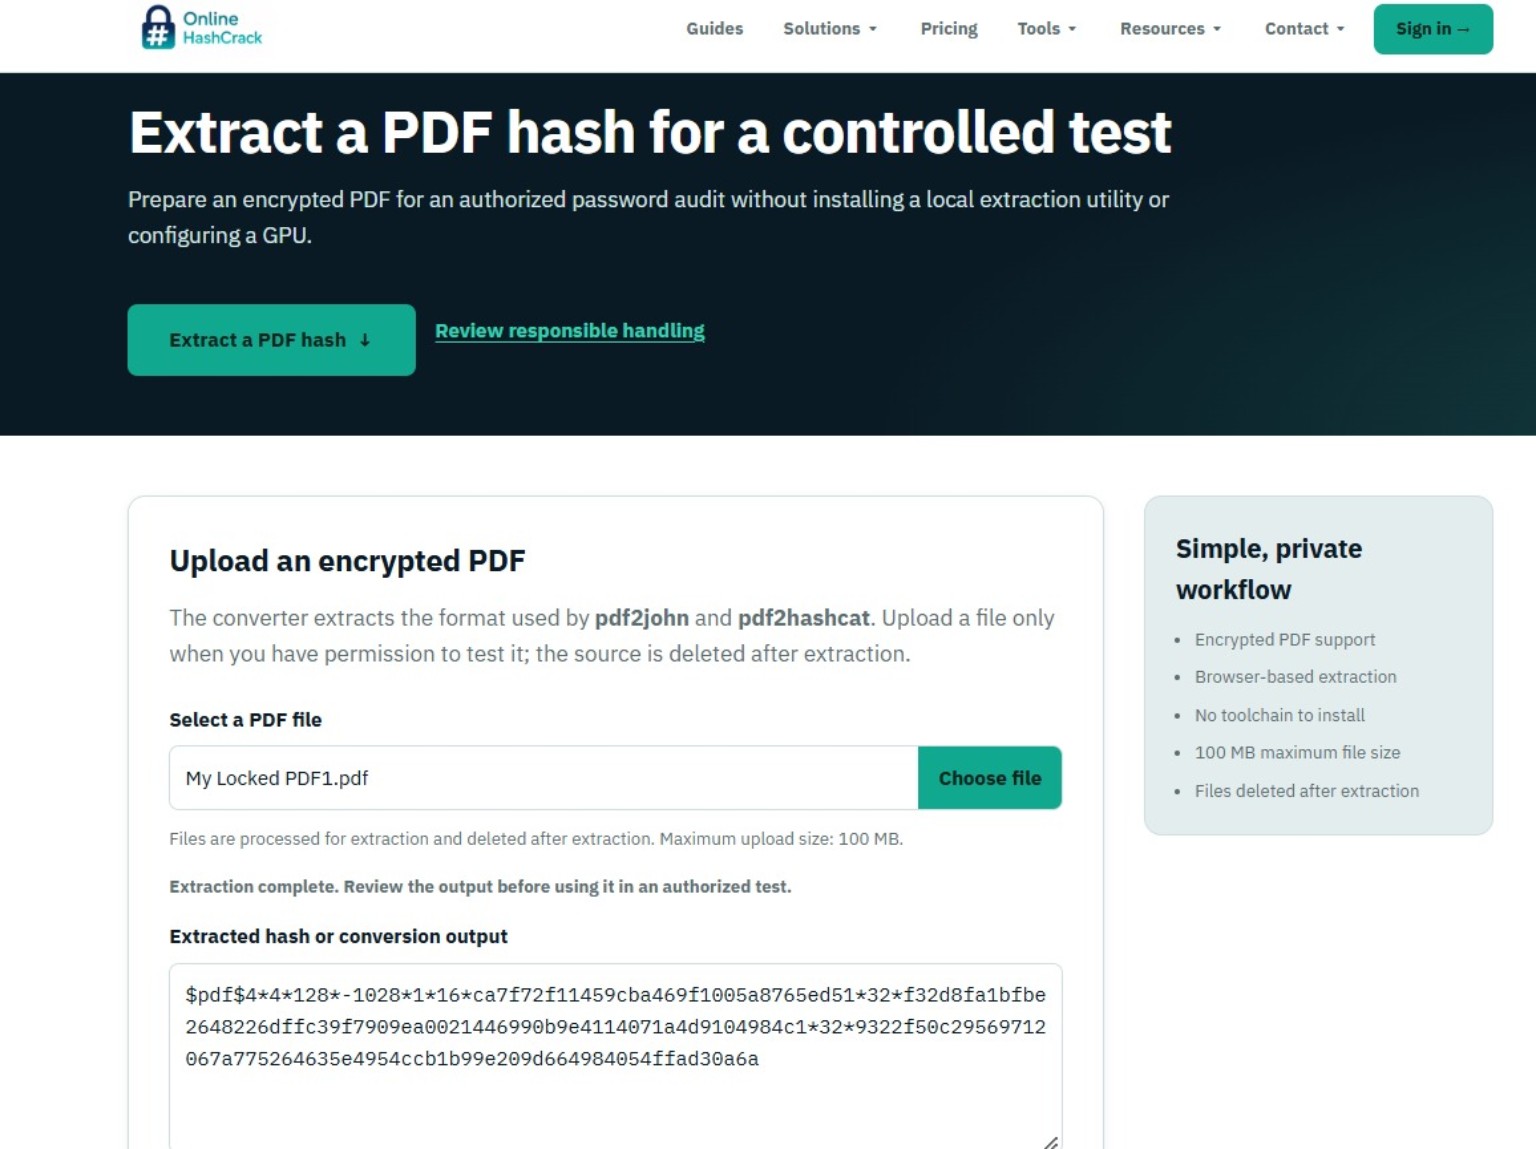 Online
HashCrack
Guides
Solutions
Pricing
Tools
Resources
Contact
Sign in →
Extract a PDF hash for a controlled test
Prepare an encrypted PDF for an authorized password audit without installing a local extraction utility or
configuring a GPU.
Extract a PDF hash ↓
Review responsible handling
Upload an encrypted PDF
The converter extracts the format used by pdf2john and pdf2hashcat. Upload a file only
when you have permission to test it; the source is deleted after extraction.
Select a PDF file
My Locked PDF1.pdf
Choose file
Files are processed for extraction and deleted after extraction. Maximum upload size: 100 MB.
Extraction complete. Review the output before using it in an authorized test.
Extracted hash or conversion output
$pdf$4*4*128*-1028*1*16*ca7f72f11459cba469f1005a8765ed51*32*f32d8fa1bfbe
2648226dffc39f7909ea0021446990b9e4114071a4d9104984c1*32*9322f50c29569712
067a775264635e4954ccb1b99e209d664984054ffad30a6a
Simple, private
workflow
• Encrypted PDF support
• Browser-based extraction
• No toolchain to install
• 100 MB maximum file size
• Files deleted after extraction